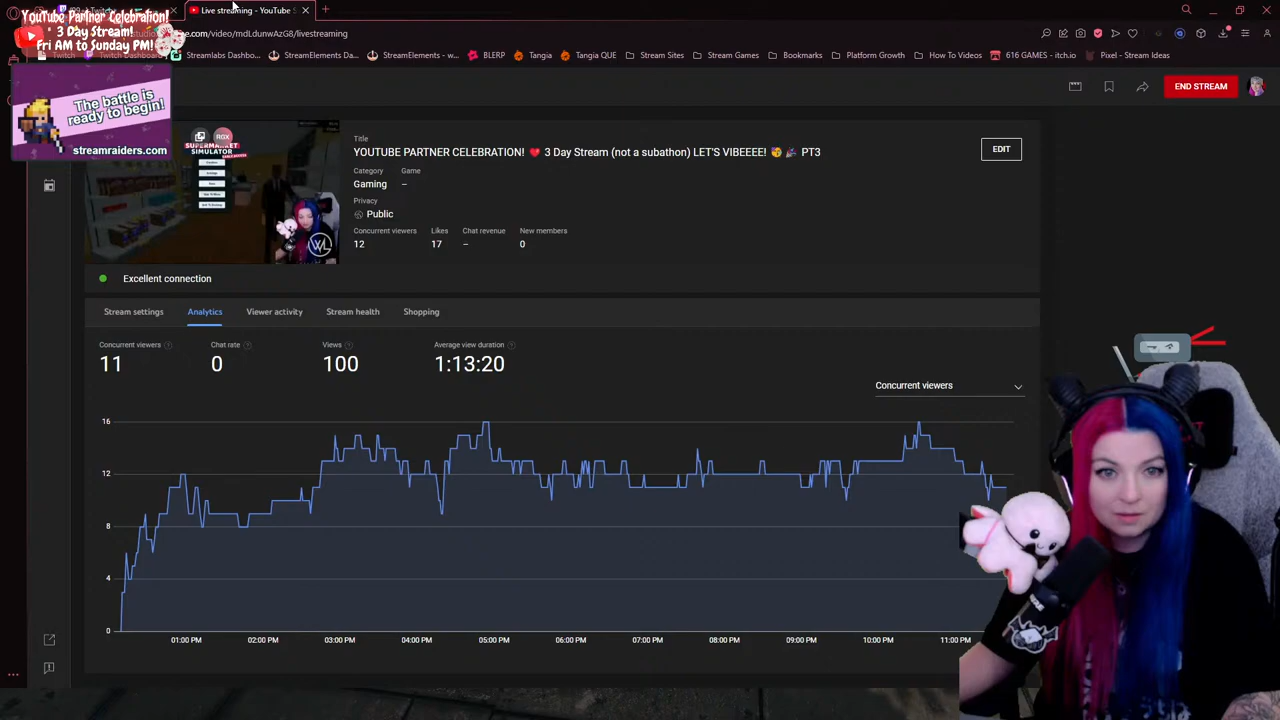 YouTube Partner Celebration!
3 Day Stream!
Fri AM to Sunday PM!
Live streaming - YouTube S
.com/video/mdLdunwAzG8/livestreaming
Twitch
Twitch Dashboard
Streamlabs Dashbo...
StreamElements Da...
StreamElements - w...
BLERP
Tangia
Tangia QUE
Stream Sites
Stream Games
Bookmarks
Platform Growth
How To Videos
616 GAMES - itch.io
Pixel - Stream Ideas
The battle is
ready to begin!
streamraiders.com
END STREAM
RGX
SUPERMARKET
SIMULATOR
Title
YOUTUBE PARTNER CELEBRATION! ❤️ 3 Day Stream (not a subathon) LET'S VIBEEEE! 🥳 🎉 PT3
EDIT
Category
Game
Gaming
–
Privacy
Public
Concurrent viewers
Likes
Chat revenue
New members
12
17
–
0
Excellent connection
Stream settings
Analytics
Viewer activity
Stream health
Shopping
Concurrent viewers
Chat rate
Views
Average view duration
11
0
100
1:13:20
Concurrent viewers
16
12
8
4
0
01:00 PM
02:00 PM
03:00 PM
04:00 PM
05:00 PM
06:00 PM
07:00 PM
08:00 PM
09:00 PM
10:00 PM
11:00 PM